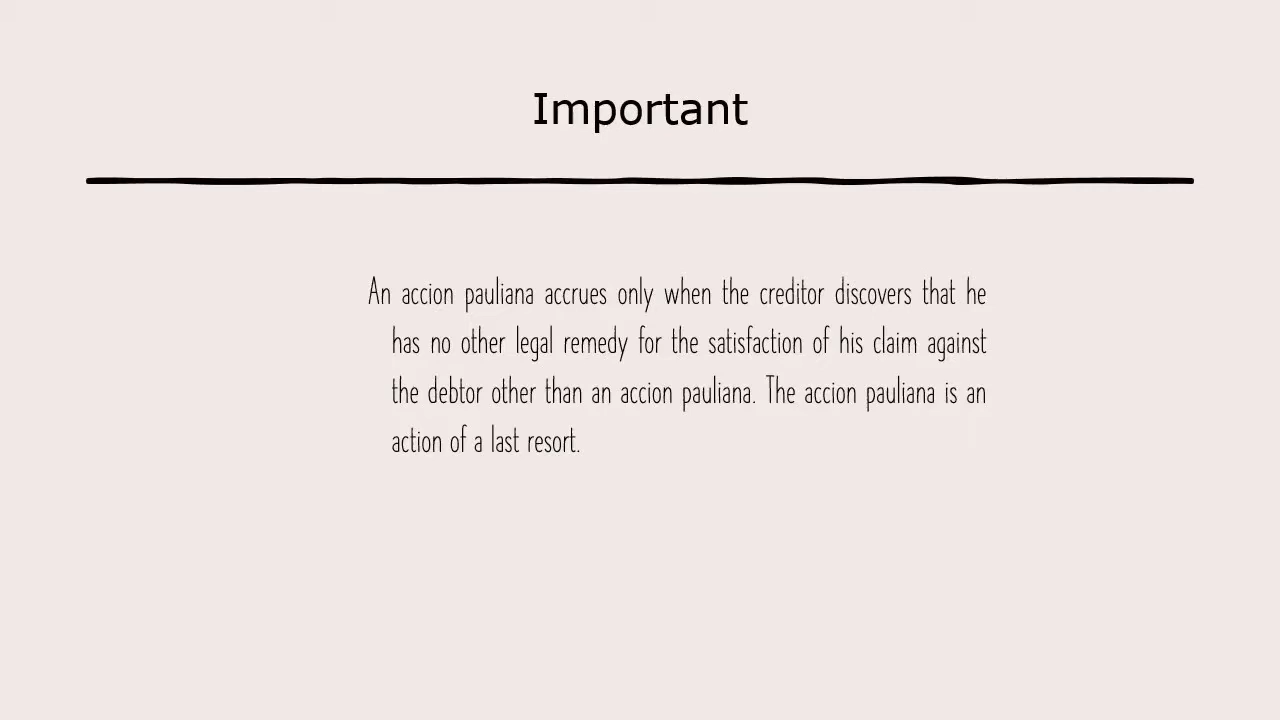 Important
An accion pauliana accrues only when the creditor discovers that he
has no other legal remedy for the satisfaction of his claim against
the debtor other than an accion pauliana. The accion pauliana is an
action of a last resort.